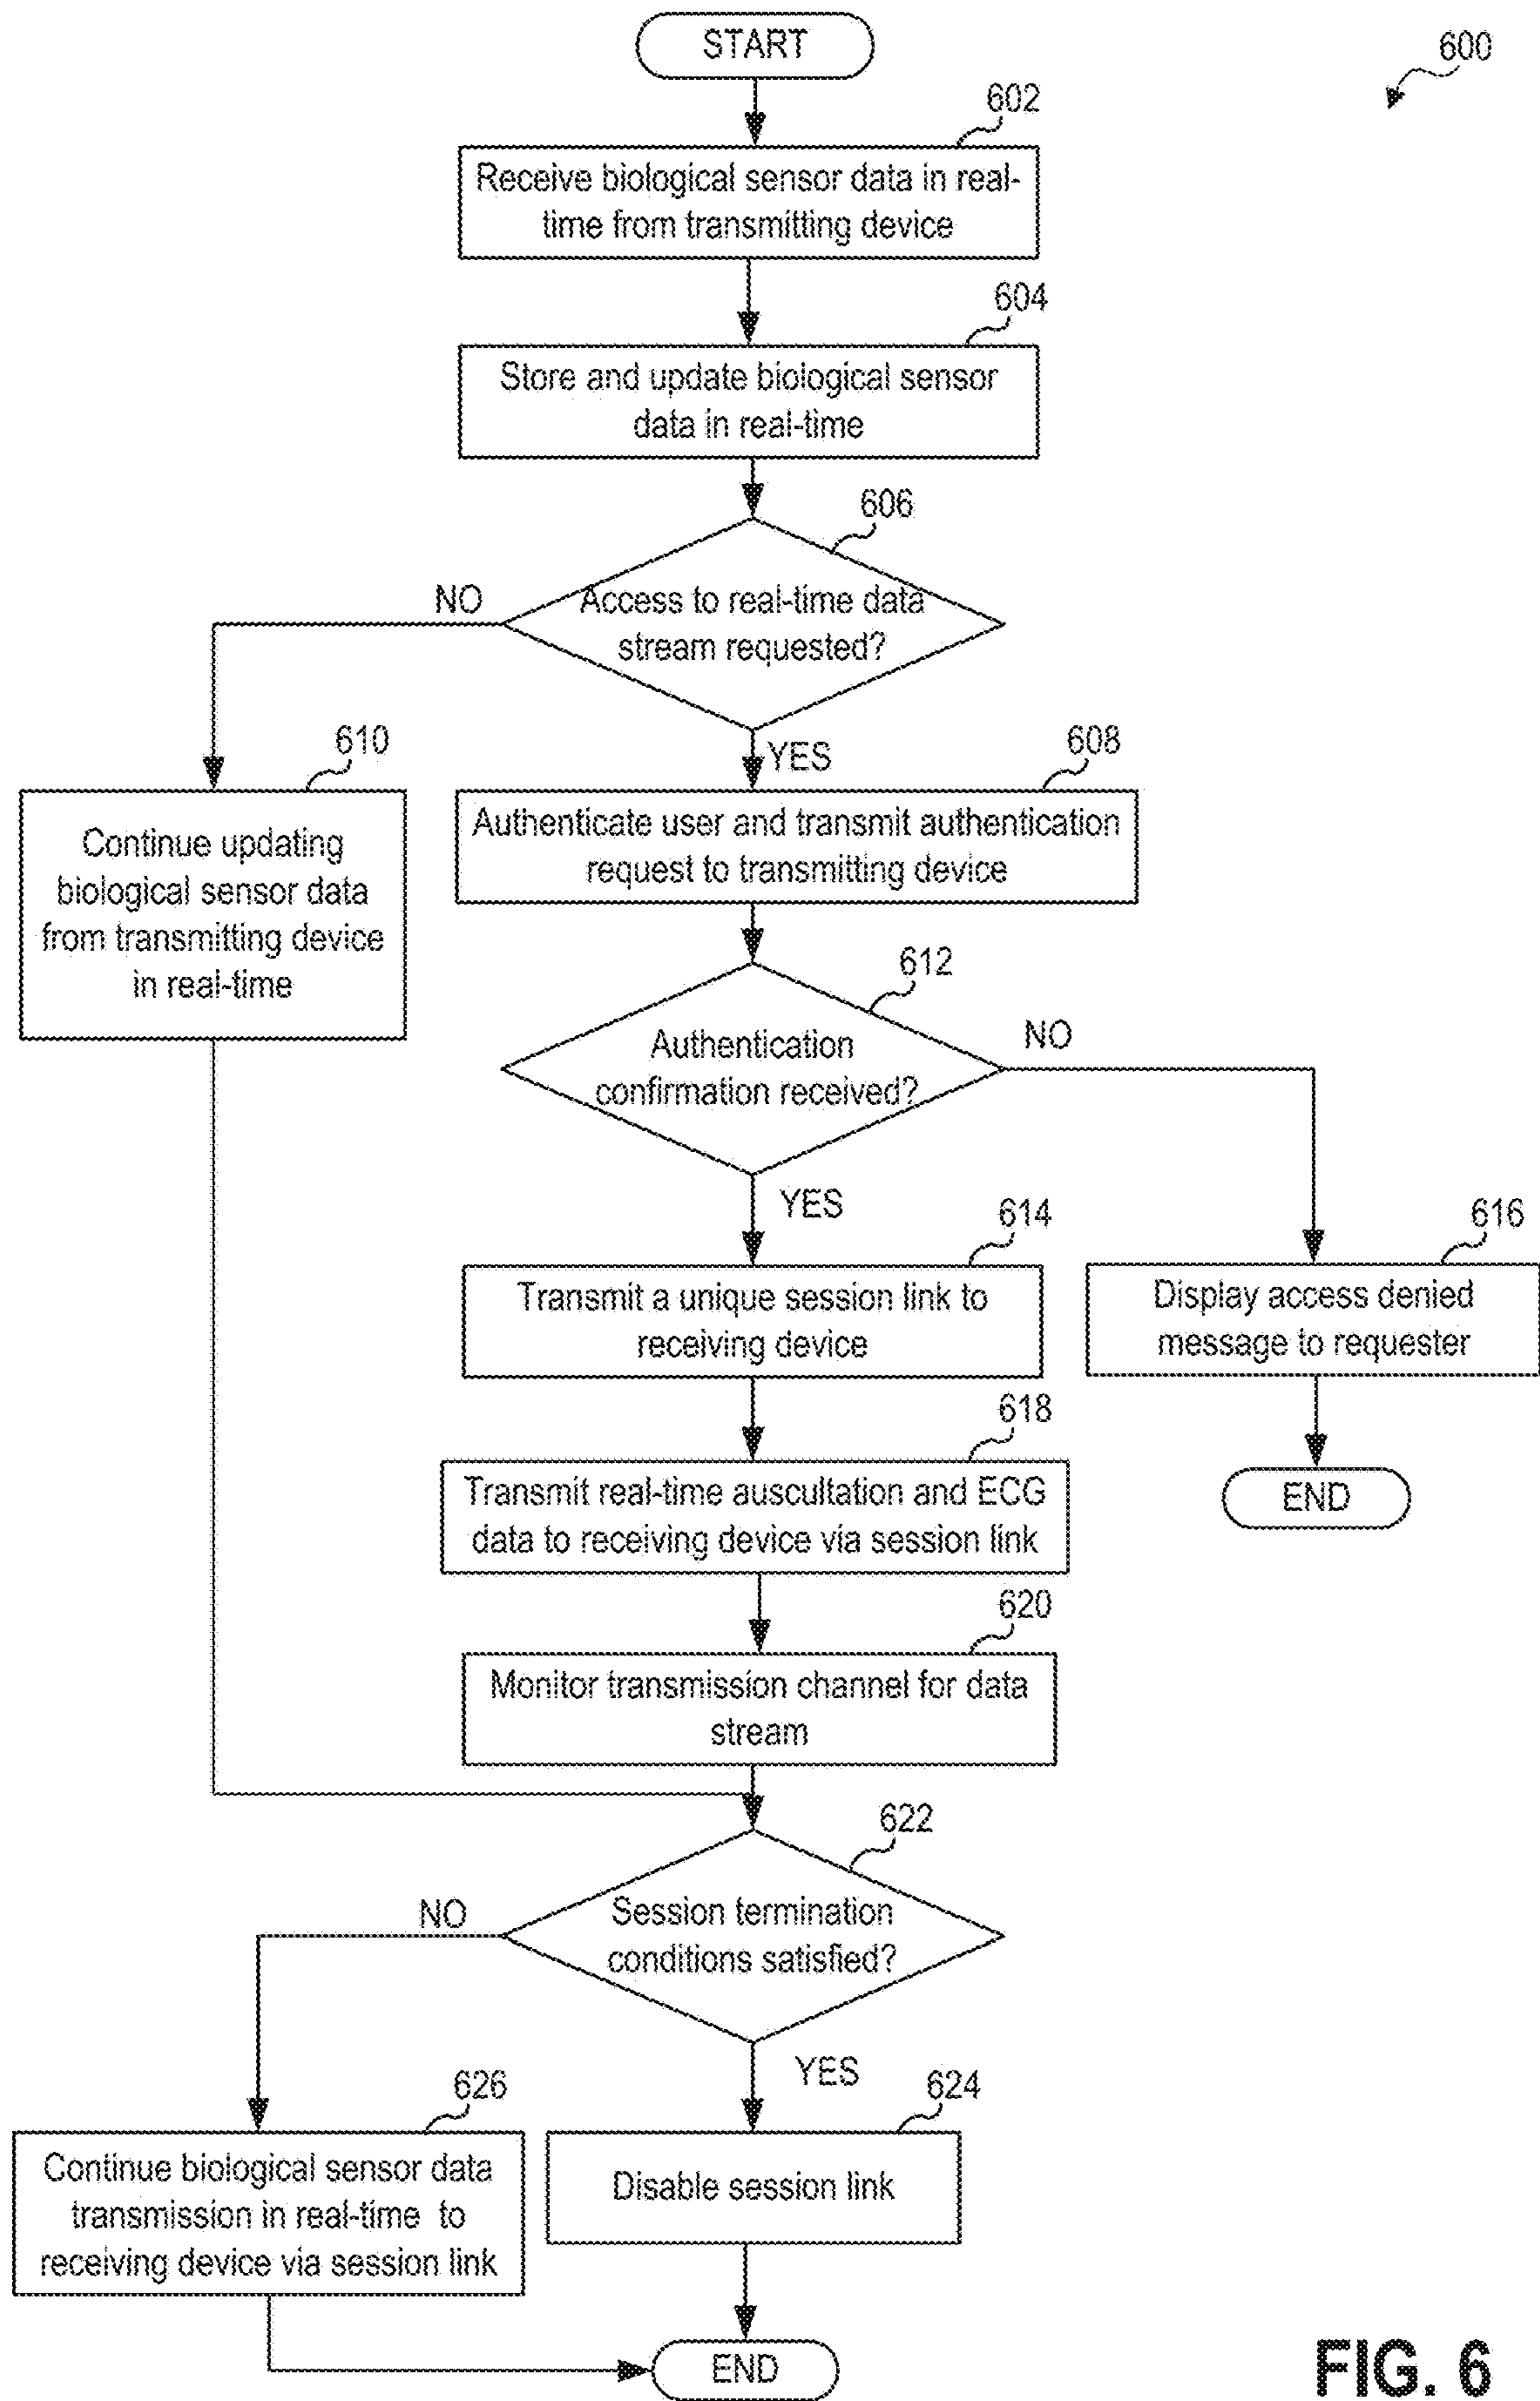 START
600
602
Receive biological sensor data in real-
time from transmitting device
604
Store and update biological sensor
data in real-time
606
Access to real-time data
stream requested?
NO
YES
610
Continue updating
biological sensor data
from transmitting device
in real-time
608
Authenticate user and transmit authentication
request to transmitting device
612
Authentication
confirmation received?
NO
YES
614
Transmit a unique session link to
receiving device
616
Display access denied
message to requester
END
618
Transmit real-time auscultation and ECG
data to receiving device via session link
620
Monitor transmission channel for data
stream
622
Session termination
conditions satisfied?
NO
YES
626
Continue biological sensor data
transmission in real-time to
receiving device via session link
624
Disable session link
END
FIG. 6